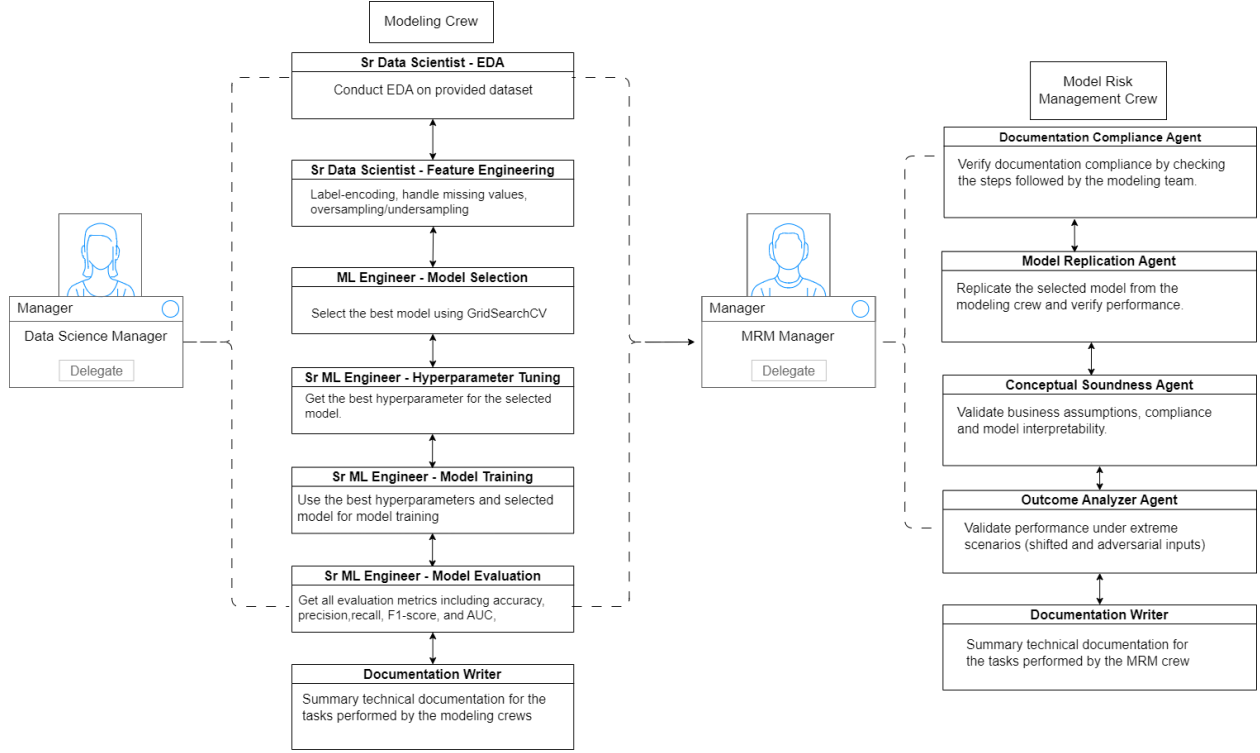 Modeling Crew
Sr Data Scientist - EDA
Conduct EDA on provided dataset
Sr Data Scientist - Feature Engineering
Label-encoding, handle missing values,
oversampling/undersampling
ML Engineer - Model Selection
Select the best model using GridSearchCV
Sr ML Engineer - Hyperparameter Tuning
Get the best hyperparameter for the selected
model.
Sr ML Engineer - Model Training
Use the best hyperparameters and selected
model for model training
Sr ML Engineer - Model Evaluation
Get all evaluation metrics including accuracy,
precision,recall, F1-score, and AUC,
Documentation Writer
Summary technical documentation for the
tasks performed by the modeling crews
Manager
Data Science Manager
Delegate
Manager
MRM Manager
Delegate
Model Risk
Management Crew
Documentation Compliance Agent
Verify documentation compliance by checking
the steps followed by the modeling team.
Model Replication Agent
Replicate the selected model from the
modeling crew and verify performance.
Conceptual Soundness Agent
Validate business assumptions, compliance
and model interpretability.
Outcome Analyzer Agent
Validate performance under extreme
scenarios (shifted and adversarial inputs)
Documentation Writer
Summary technical documentation for
the tasks performed by the MRM crew